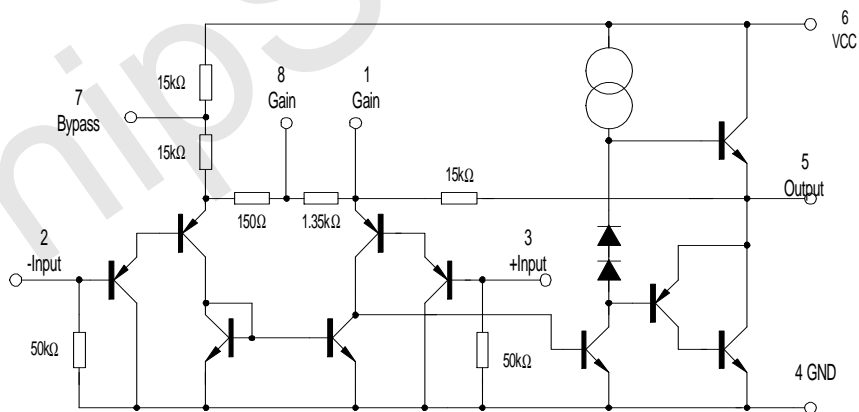 6
VCC
15kΩ
8
Gain
1
Gain
7
Bypass
15kΩ
15kΩ
5
Output
150Ω
1.35kΩ
2
-Input
3
+Input
50kΩ
50kΩ
4 GND